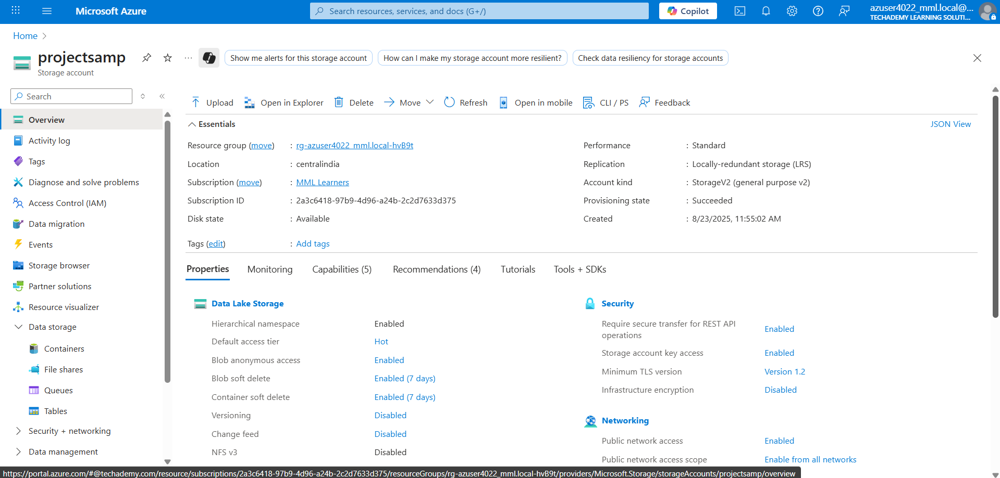 Microsoft Azure
Search resources, services, and docs (G+/)
Copilot
azuser4022_mml.local@...
TECHADEMY LEARNING SOLUTI...
Home
projectsamp
Storage account
...
Show me alerts for this storage account
How can I make my storage account more resilient?
Check data resiliency for storage accounts
Search
Overview
Activity log
Tags
Diagnose and solve problems
Access Control (IAM)
Data migration
Events
Storage browser
Partner solutions
Resource visualizer
Data storage
Containers
File shares
Queues
Tables
Security + networking
Data management
Upload
Open in Explorer
Delete
Move
Refresh
Open in mobile
CLI / PS
Feedback
Essentials
JSON View
Resource group (move) : rg-azuser4022_mml.local-hvB9t
Location : centralindia
Subscription (move) : MML Learners
Subscription ID : 2a3c6418-97b9-4d96-a24b-2c2d7633d375
Disk state : Available
Performance : Standard
Replication : Locally-redundant storage (LRS)
Account kind : StorageV2 (general purpose v2)
Provisioning state : Succeeded
Created : 8/23/2025, 11:55:02 AM
Tags (edit) : Add tags
Properties
Monitoring
Capabilities (5)
Recommendations (4)
Tutorials
Tools + SDKs
Data Lake Storage
Hierarchical namespace Enabled
Default access tier Hot
Blob anonymous access Enabled
Blob soft delete Enabled (7 days)
Container soft delete Enabled (7 days)
Versioning Disabled
Change feed Disabled
NFS v3 Disabled
Security
Require secure transfer for REST API
operations Enabled
Storage account key access Enabled
Minimum TLS version Version 1.2
Infrastructure encryption Disabled
Networking
Public network access Enabled
Public network access scope Enable from all networks
https://portal.azure.com/#@techademy.com/resource/subscriptions/2a3c6418-97b9-4d96-a24b-2c2d7633d375/resourceGroups/rg-azuser4022_mml.local-hvB9t/providers/Microsoft.Storage/storageAccounts/projectsamp/overview